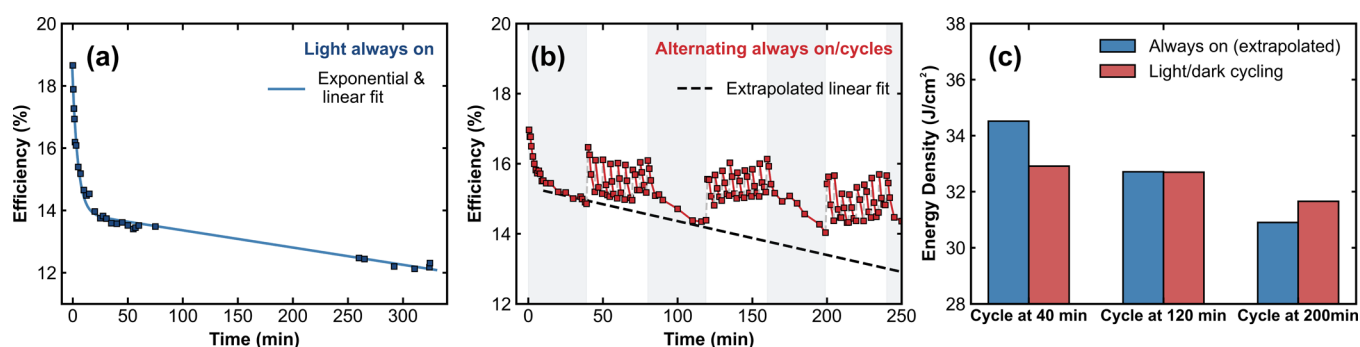 (a)
Light always on
Exponential &
linear fit
Efficiency (%)
20
18
16
14
12
0
50
100
150
200
250
300
Time (min)
(b)
Alternating always on/cycles
Extrapolated linear fit
Efficiency (%)
20
18
16
14
12
0
50
100
150
200
250
Time (min)
(c)
Always on (extrapolated)
Light/dark cycling
Energy Density (J/cm²)
38
36
34
32
31
30
28
Cycle at 40 min
Cycle at 120 min
Cycle at 200min